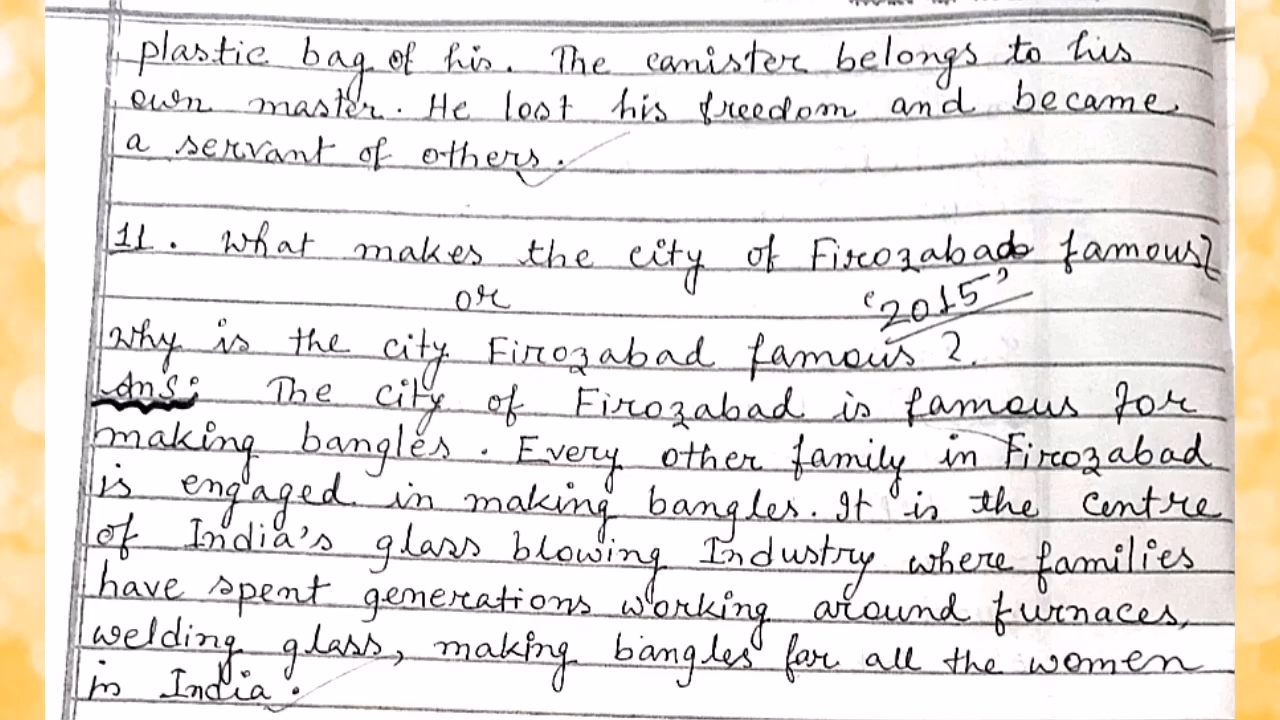 plastic bag of his. The canister belongs to his
own master. He lost his freedom and became
a servant of others.
11. What makes the city of Firozabad famous?
or
"2015"
Why is the city Firozabad famous?
Ans: The city of Firozabad is famous for
making bangles. Every other family in Firozabad
is engaged in making bangles. It is the centre
of India's glass blowing Industry where families
have spent generations working around furnaces,
welding glass, making bangles for all the women
in India.